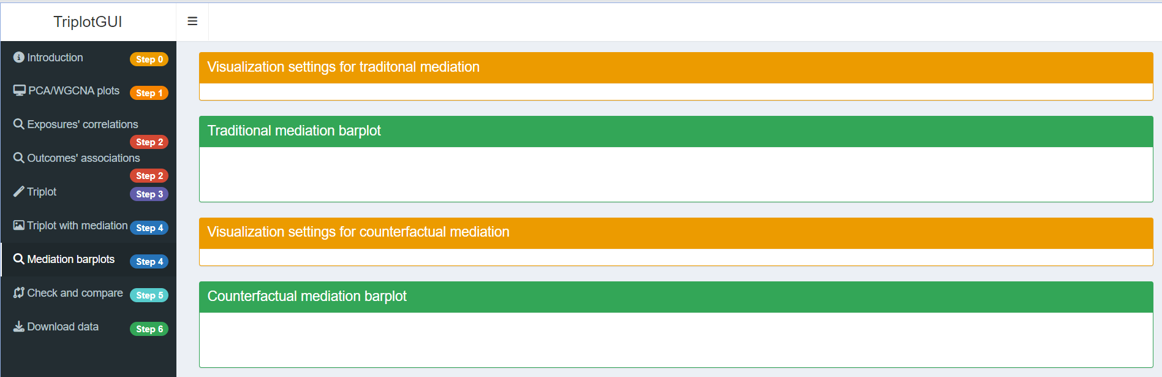 TriplotGUI
Introduction Step 0
PCA/WGCNA plots Step 1
Exposures' correlations
Step 2
Outcomes' associations
Step 2
Triplot Step 3
Triplot with mediation Step 4
Mediation barplots Step 4
Check and compare Step 5
Download data Step 6
Visualization settings for traditonal mediation
Traditional mediation barplot
Visualization settings for counterfactual mediation
Counterfactual mediation barplot